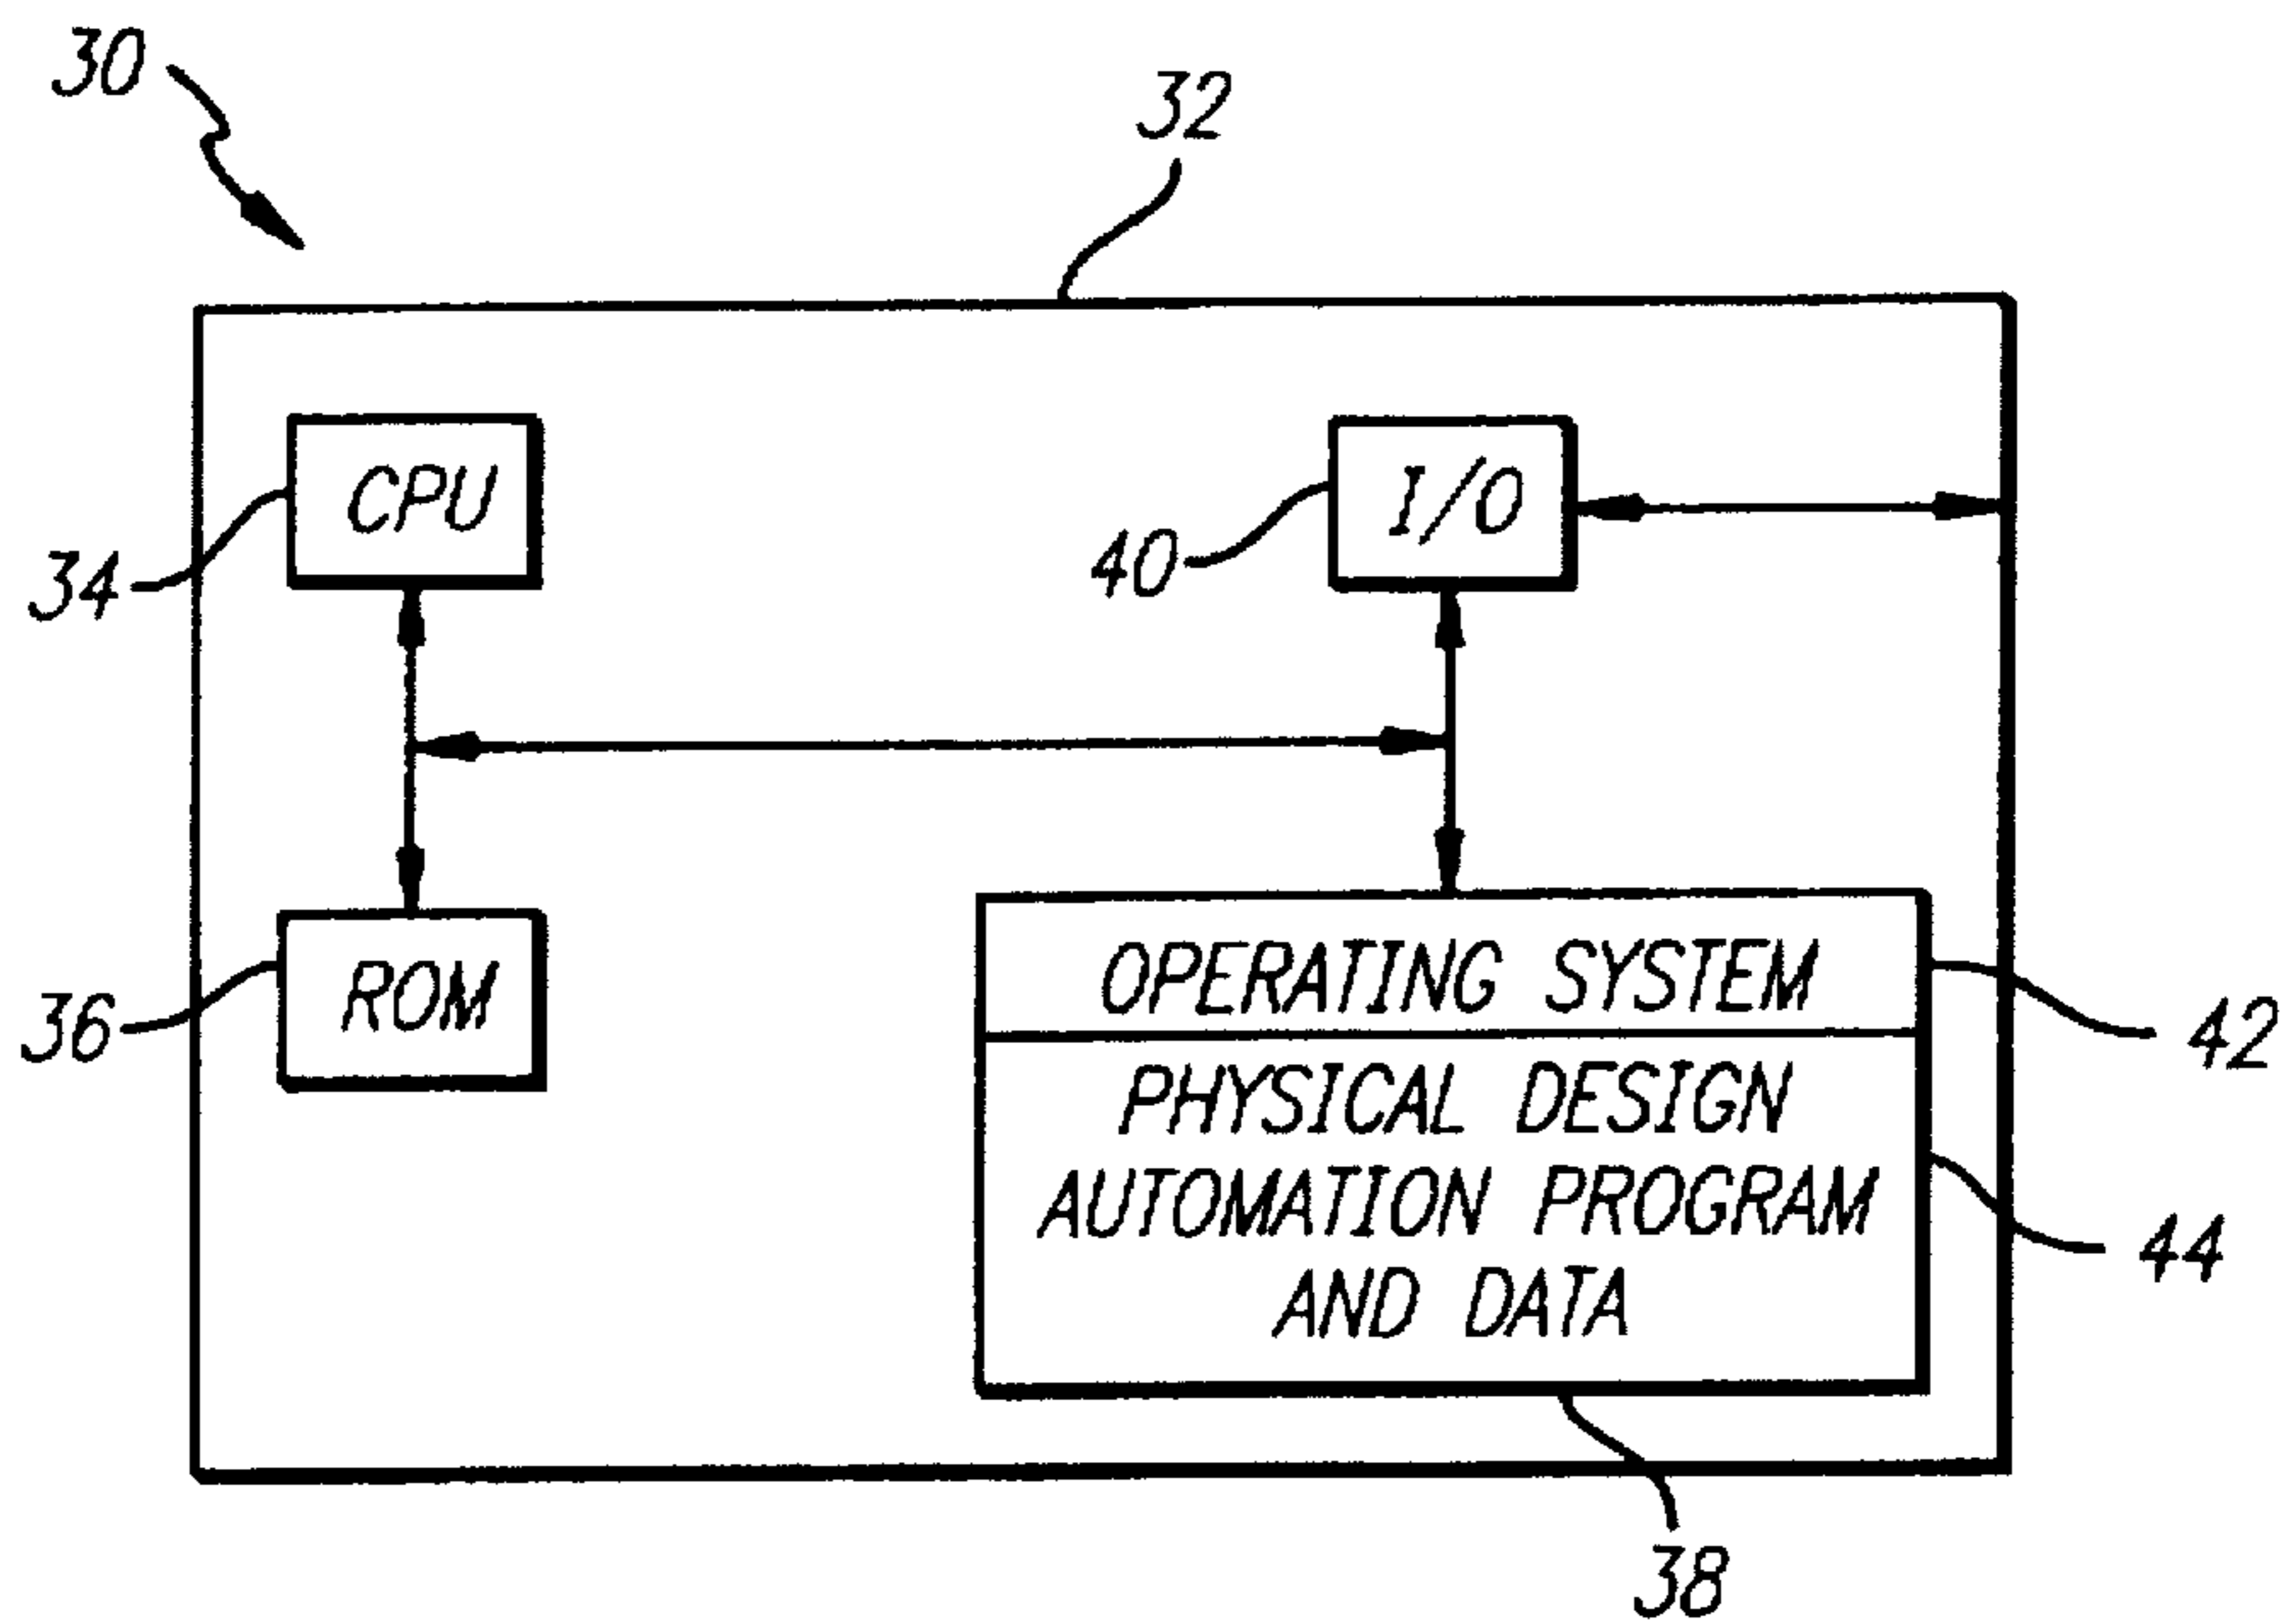 30
32
CPU
I/O
34
40
ROM
36
OPERATING SYSTEM
42
PHYSICAL DESIGN
AUTOMATION PROGRAM
AND DATA
44
38